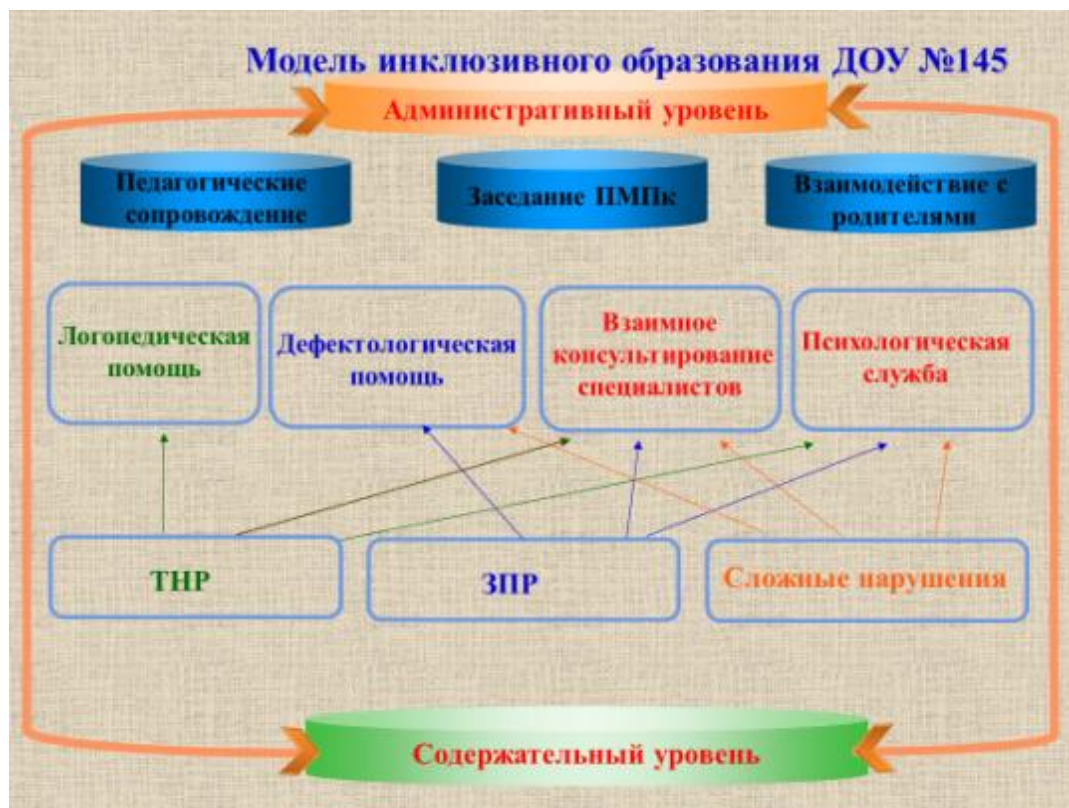 Модель инклюзивного образования ДОУ №145
Административный уровень
Педагогические
сопровождение
Заседание ПМПк
Взаимодействие с
родителями
Логопедическая
помощь
Дефектологическая
помощь
Взаимное
консультирование
специалистов
Психологическая
служба
ТНР
ЗПР
Сложные нарушения
Содержательный уровень